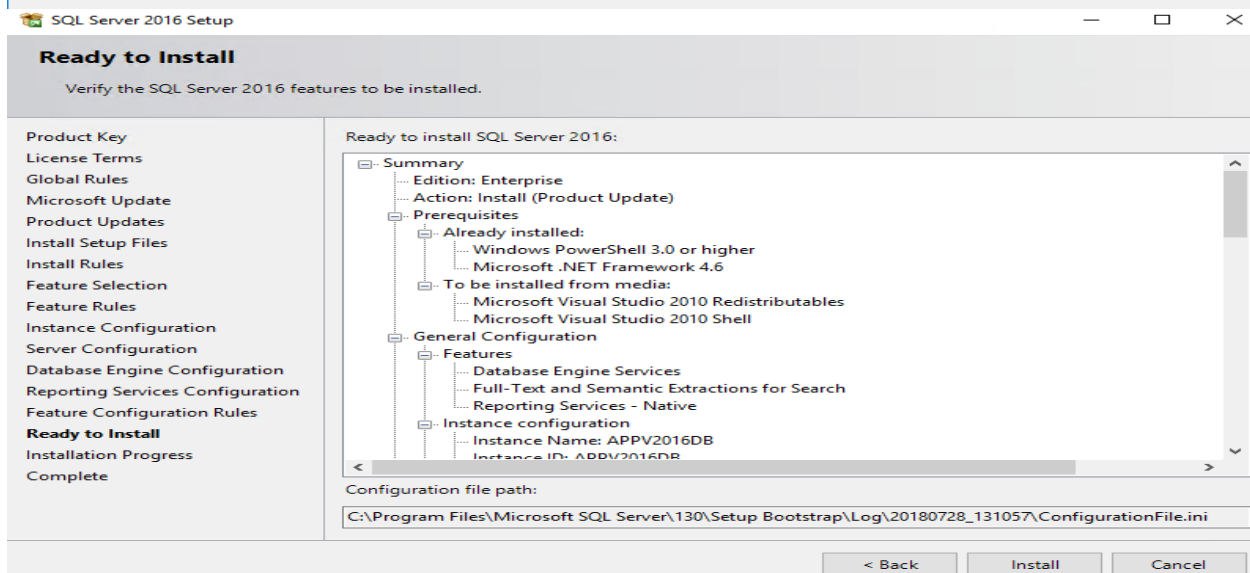 SQL Server 2016 Setup
Ready to Install
Verify the SQL Server 2016 features to be installed.
Product Key
License Terms
Global Rules
Microsoft Update
Product Updates
Install Setup Files
Install Rules
Feature Selection
Feature Rules
Instance Configuration
Server Configuration
Database Engine Configuration
Reporting Services Configuration
Feature Configuration Rules
Ready to Install
Installation Progress
Complete
Ready to install SQL Server 2016:
Summary
Edition: Enterprise
Action: Install (Product Update)
Prerequisites
Already installed:
Windows PowerShell 3.0 or higher
Microsoft .NET Framework 4.6
To be installed from media:
Microsoft Visual Studio 2010 Redistributables
Microsoft Visual Studio 2010 Shell
General Configuration
Features
Database Engine Services
Full-Text and Semantic Extractions for Search
Reporting Services - Native
Instance configuration
Instance Name: APPV2016DB
Instance ID: APPV2016DB
Configuration file path:
C:\Program Files\Microsoft SQL Server\130\Setup Bootstrap\Log\20180728_131057\ConfigurationFile.ini
< Back
Install
Cancel